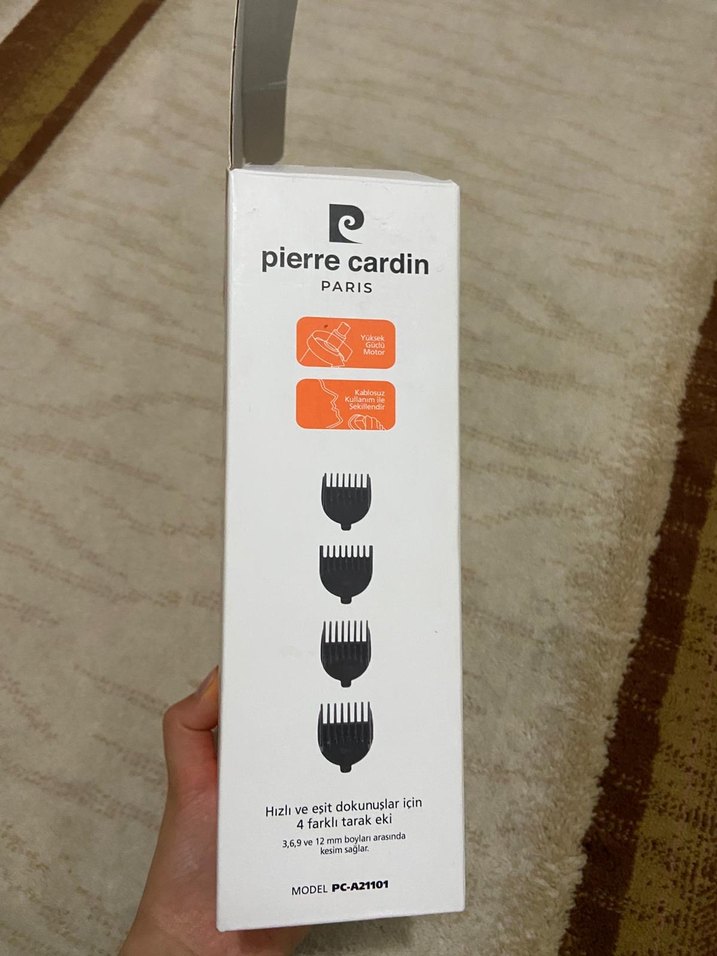 pierre cardin
PARIS
Yüksek
Güçlü
Motor
Kablosuz
Kullanım ile
Şekillendir
Hızlı ve eşit dokunuşlar için
4 farklı tarak eki
3,6,9 ve 12 mm boyları arasında
kesim sağlar.
MODEL PC-A21101